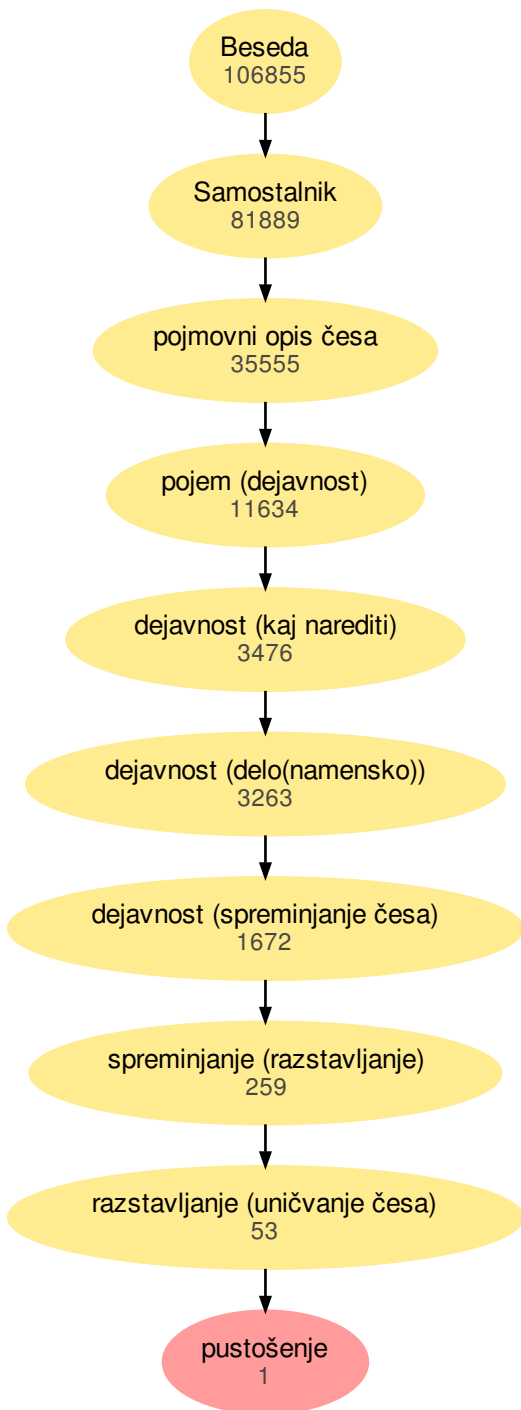 Beseda
106855
Samostalnik
81889
pojmovni opis česa
35555
pojem (dejavnost)
11634
dejavnost (kaj narediti)
3476
dejavnost (delo(namensko))
3263
dejavnost (spreminjanje česa)
1672
spreminjanje (razstavljanje)
259
razstavljanje (uničvanje česa)
53
pustošenje
1